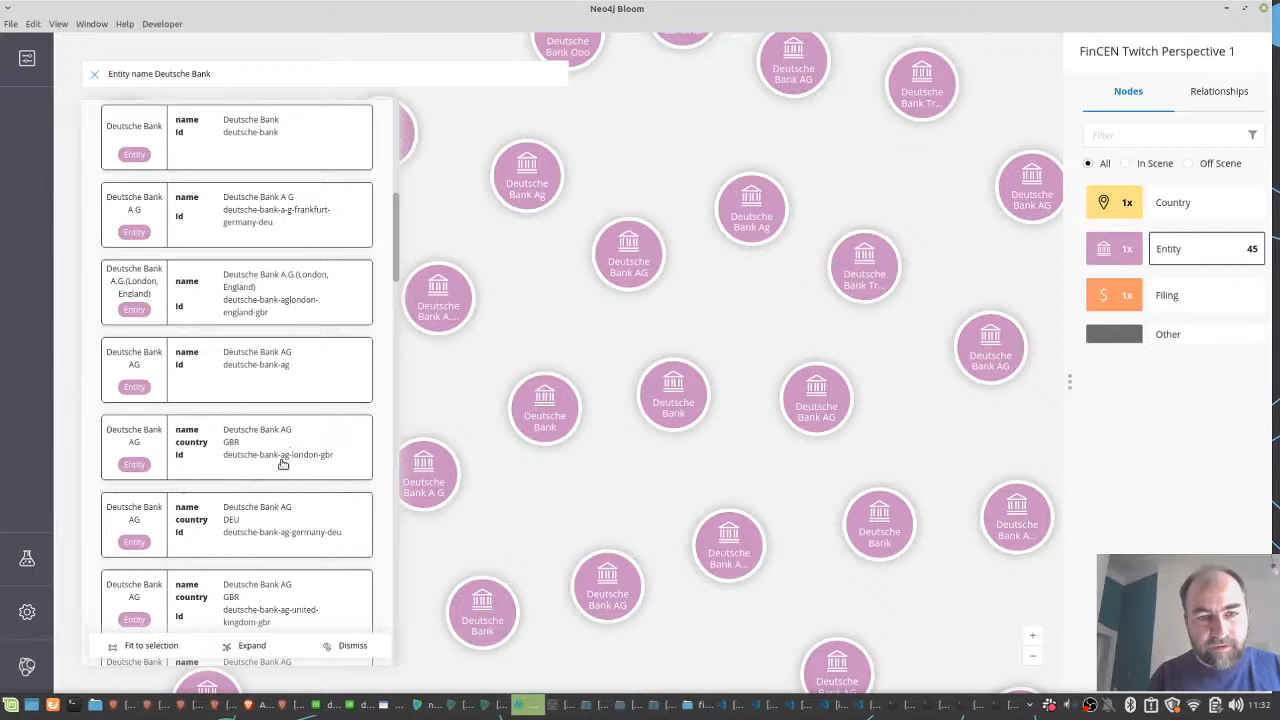 Neo4j Bloom
File Edit View Window Help Developer
Entity name Deutsche Bank
Deutsche Bank
Entity
name Deutsche Bank
id deutsche-bank
Deutsche Bank
A G
Entity
name Deutsche Bank A G
id deutsche-bank-a-g-frankfurt-
germany-deu
Deutsche Bank
A.G.(London,
England)
Entity
name Deutsche Bank A.G.(London,
England)
id deutsche-bank-aglondon-
england-gbr
Deutsche Bank
AG
Entity
name Deutsche Bank AG
id deutsche-bank-ag
Deutsche Bank
AG
Entity
name Deutsche Bank AG
country GBR
id deutsche-bank-ag-london-gbr
Deutsche Bank
AG
Entity
name Deutsche Bank AG
country DEU
id deutsche-bank-ag-germany-deu
Deutsche Bank
AG
Entity
name Deutsche Bank AG
country GBR
id deutsche-bank-ag-united-
kingdom-gbr
Fit to selection Expand Dismiss
Deutsche Bank Deutsche Bank AG
Deutsche
Bank Ooo
Deutsche
Bank AG
Deutsche
Bank Tr...
Deutsche
Bank Ag
Deutsche
Bank Ag
Deutsche
Bank AG
Deutsche
Bank AG
Deutsche
Bank Tr...
Deutsche
Bank A....
Deutsche
Bank AG
Deutsche
Bank
Deutsche
Bank
Deutsche
Bank AG
Deutsche
Bank A G
Deutsche
Bank A...
Deutsche
Bank
Deutsche
Bank A...
Deutsche
Bank
Deutsche
Bank AG
Deutsche
Bank AG
FinCEN Twitch Perspective 1
Nodes Relationships
Filter
All In Scene Off Scene
1x Country
1x Entity 45
1x Filing
Other
11:32